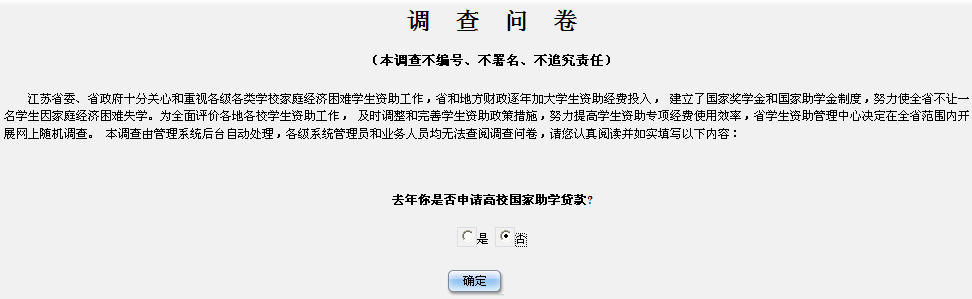 调 查 问 卷
（本调查不编号、不署名、不追究责任）
江苏省委、省政府十分关心和重视各级各类学校家庭经济困难学生资助工作，省和地方财政逐年加大学生资助经费投入， 建立了国家奖学金和国家助学金制度，努力使全省不让一
名学生因家庭经济困难失学。为全面评价各地各校学生资助工作， 及时调整和完善学生资助政策措施，努力提高学生资助专项经费使用效率，省学生资助管理中心决定在全省范围内开
展网上随机调查。 本调查由管理系统后台自动处理，各级系统管理员和业务人员均无法查阅调查问卷，请您认真阅读并如实填写以下内容：
去年你是否申请高校国家助学贷款?
是 否
确定